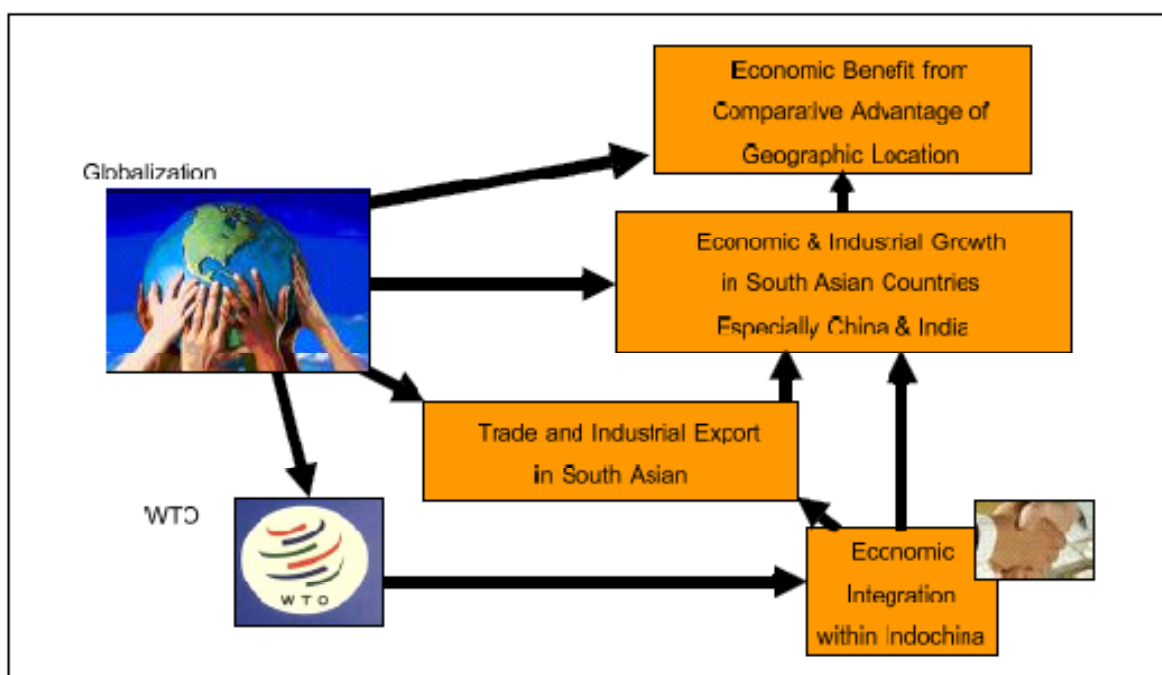 Economic Benefit from
Comparative Advantage of
Geographic Location
Globalization
Economic & Industrial Growth
in South Asian Countries
Especially China & India
Trade and Industrial Export
in South Asian
WTO
WTO
Economic
Integration
within Indochina